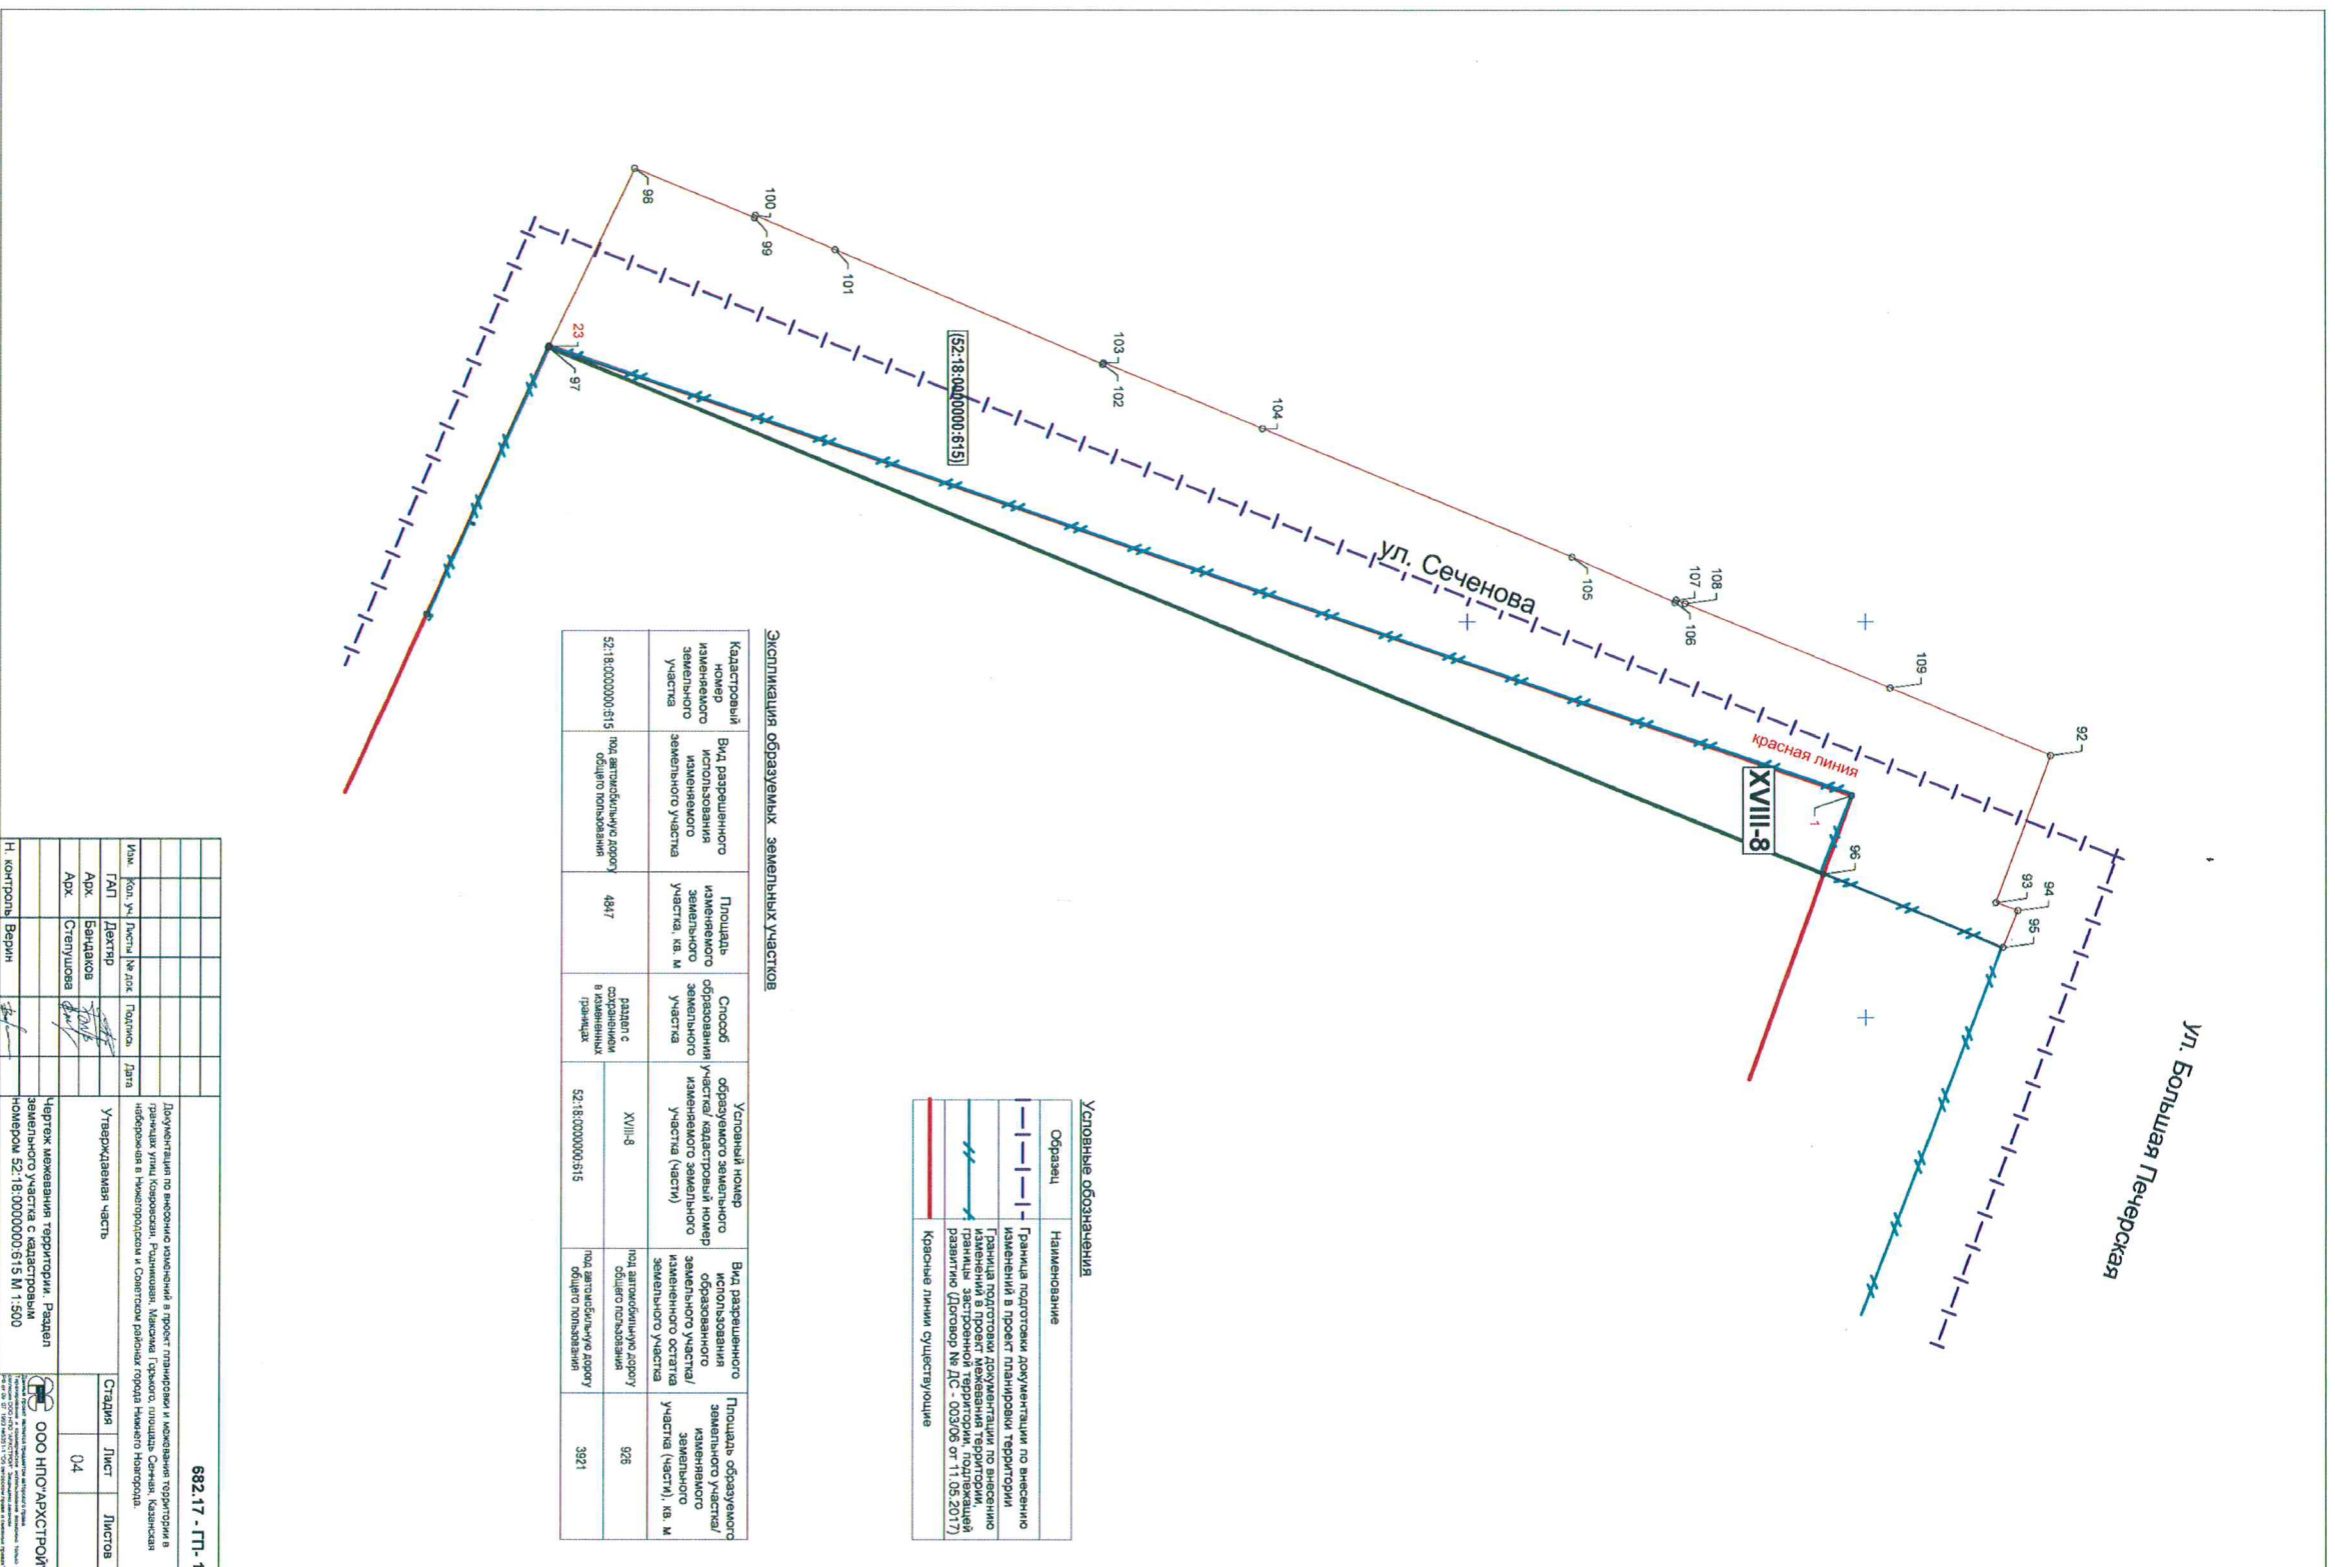 ул. Большая Печерская
92
94
93
95
109
96
108
107
106
1
красная линия
XVIII-8
105
ул. Сеченова
104
103
102
(52:18:0000000:615)
101
100
99
98
23
97
Условные обозначения
Образец
Наименование
Граница подготовки документации по внесению
изменений в проект планировки территории
Граница подготовки документации по внесению
изменений в проект межевания территории,
границы застроенной территории, подлежащей
развитию (Договор № ДС - 003/06 от 11.05.2017)
Красные линии существующие
Экспликация образуемых земельных участков
Кадастровый
номер
изменяемого
земельного
участка
Вид разрешенного
использования
изменяемого
земельного участка
Площадь
изменяемого
земельного
участка, кв. м
Способ
образования
земельного
участка
Условный номер
образуемого земельного
участка/ кадастровый номер
изменяемого земельного
участка (части)
Вид разрешенного
использования
образованного
земельного участка/
измененного остатка
земельного участка
Площадь образуемого
земельного участка/
изменяемого
земельного
участка (части), кв. м
52:18:0000000:615
под автомобильную дорогу
общего пользования
4847
раздел с
сохранением
в измененных
границах
XVIII-8
под автомобильную дорогу
общего пользования
926
52:18:0000000:615
под автомобильную дорогу
общего пользования
3921
682.17 - ГП- 1
Документация по внесению изменений в проект планировки и межевания территории в
границах улиц Ковровская, Родниковая, Максима Горького, площадь Сенная, Казанская
набережная в Нижегородском и Советском районах города Нижнего Новгорода.
Изм. Кол. уч. Листы № док. Подпись Дата
ГАП Дехтяр
Арх. Бандаков
Арх. Степушова
Н. контроль Верин
Утверждаемая часть
Стадия Лист Листов
04
Чертеж межевания территории. Раздел
земельного участка с кадастровым
номером 52:18:0000000:615 М 1:500
ООО НПО"АРХСТРОЙ"